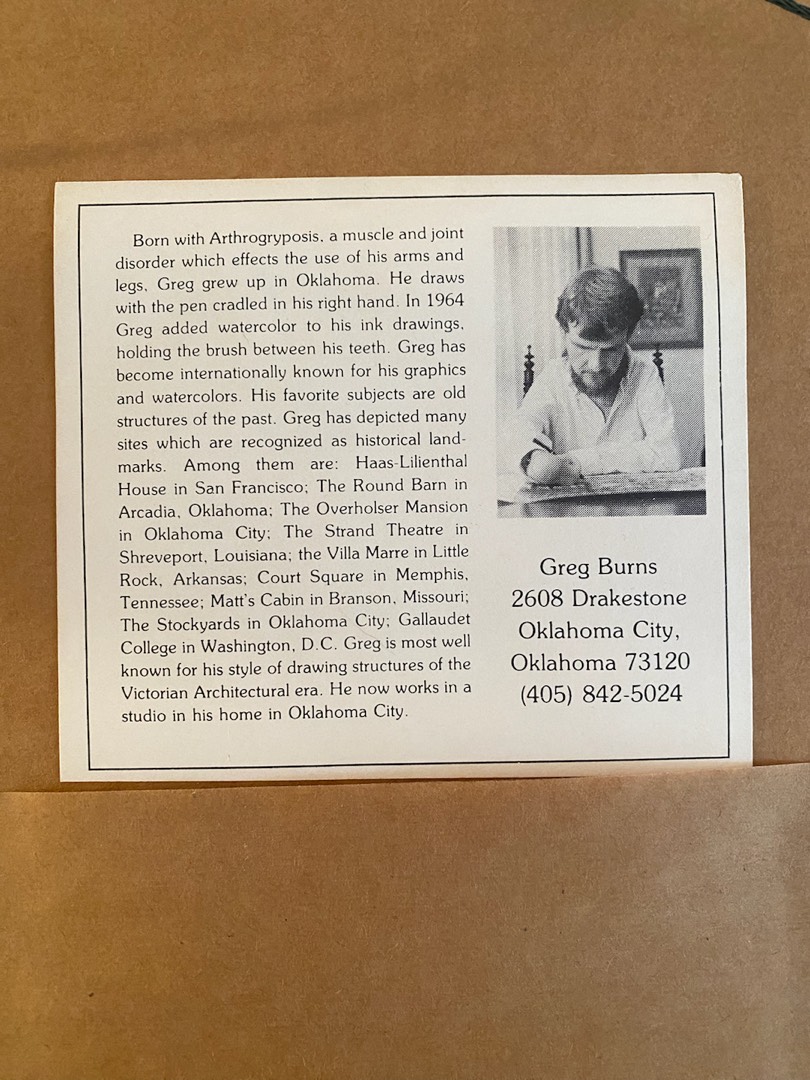 Born with Arthrogryposis, a muscle and joint
disorder which effects the use of his arms and
legs, Greg grew up in Oklahoma. He draws
with the pen cradled in his right hand. In 1964
Greg added watercolor to his ink drawings,
holding the brush between his teeth. Greg has
become internationally known for his graphics
and watercolors. His favorite subjects are old
structures of the past. Greg has depicted many
sites which are recognized as historical land-
marks. Among them are: Haas-Lilienthal
House in San Francisco; The Round Barn in
Arcadia, Oklahoma; The Overholser Mansion
in Oklahoma City; The Strand Theatre in
Shreveport, Louisiana; the Villa Marre in Little
Rock, Arkansas; Court Square in Memphis,
Tennessee; Matt's Cabin in Branson, Missouri;
The Stockyards in Oklahoma City; Gallaudet
College in Washington, D.C. Greg is most well
known for his style of drawing structures of the
Victorian Architectural era. He now works in a
studio in his home in Oklahoma City.
Greg Burns
2608 Drakestone
Oklahoma City,
Oklahoma 73120
(405) 842-5024